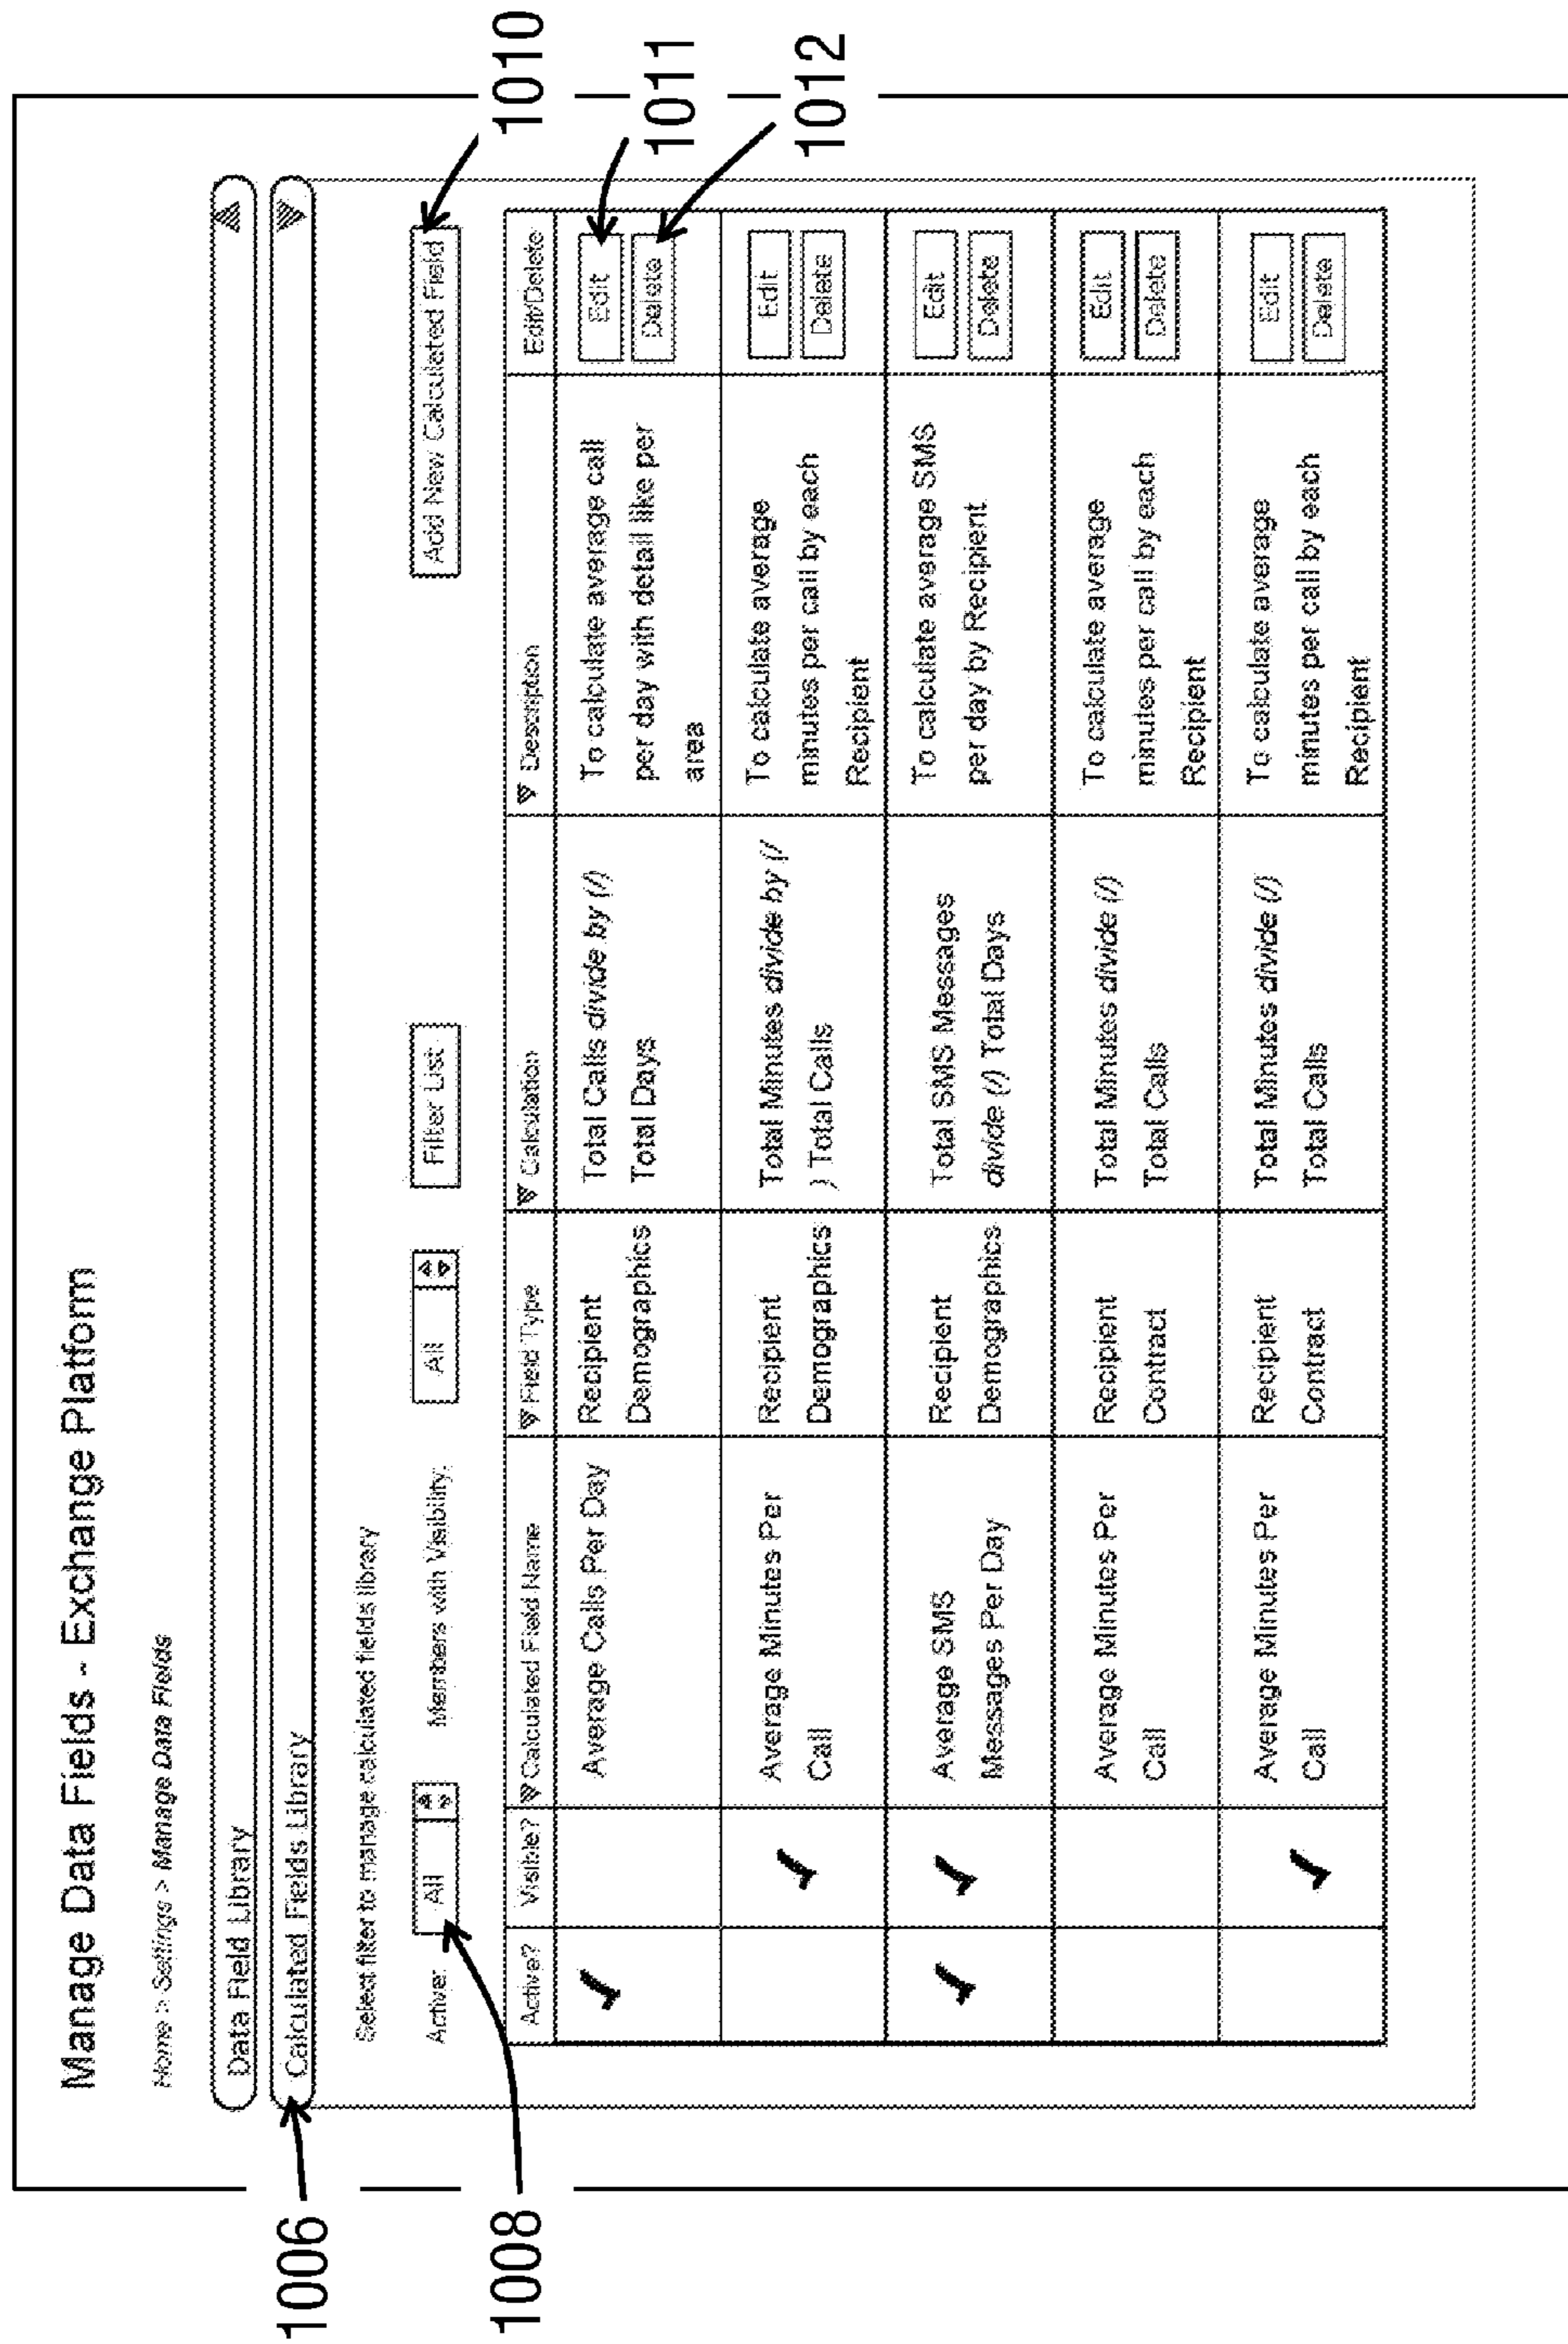 Manage Data Fields - Exchange Platform
Home > Settings > Manage Data Fields
Data Field Library
1006
Calculated Fields Library
Select filter to manage calculated fields library
Active: All Members with Visibility: All Filter List Add New Calculated Field
1008
1010
Active? Visible? Calculated Field Name Field Type Calculation Description Edit/Delete
Average Calls Per Day
Recipient
Demographics
Total Calls divide by (/)
Total Days
To calculate average call
per day with detail like per
area
Edit
Delete
1011
1012
Average Minutes Per
Call
Recipient
Demographics
Total Minutes divide by (/
) Total Calls
To calculate average
minutes per call by each
Recipient
Edit
Delete
Average SMS
Messages Per Day
Recipient
Demographics
Total SMS Messages
divide (/) Total Days
To calculate average SMS
per day by Recipient
Edit
Delete
Average Minutes Per
Call
Recipient
Contract
Total Minutes divide (/)
Total Calls
To calculate average
minutes per call by each
Recipient
Edit
Delete
Average Minutes Per
Call
Recipient
Contract
Total Minutes divide (/)
Total Calls
To calculate average
minutes per call by each
Recipient
Edit
Delete